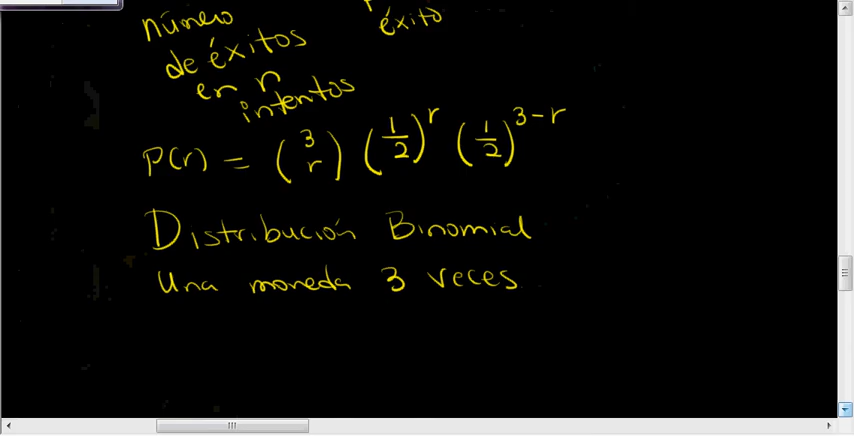 número
de éxitos
en n
intentos
éxito
P(r) = (3 r) (1/2)^r (1/2)^{3-r}
Distribución Binomial
Una moneda 3 veces